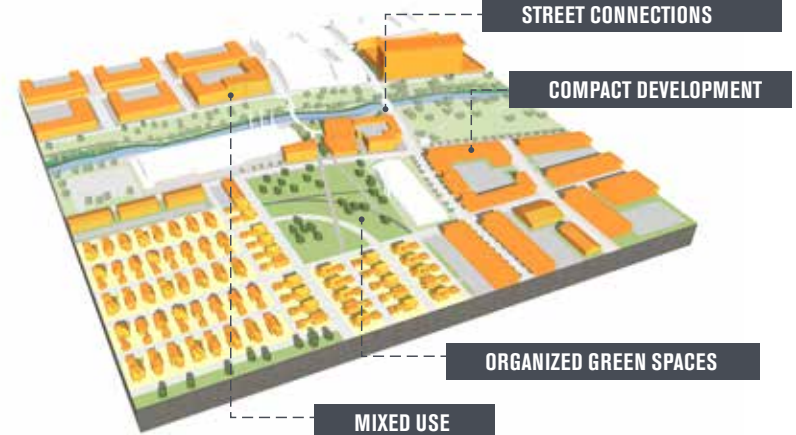 STREET CONNECTIONS
COMPACT DEVELOPMENT
ORGANIZED GREEN SPACES
MIXED USE